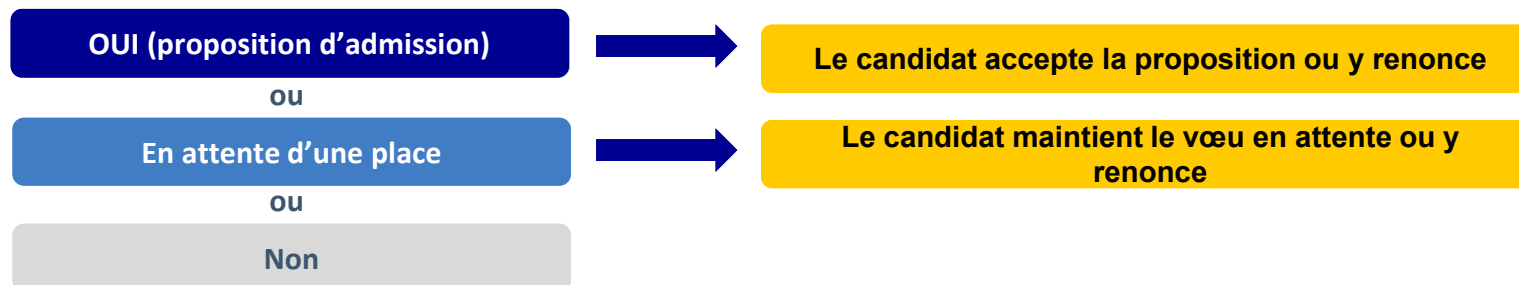 OUI (proposition d’admission)
Le candidat accepte la proposition ou y renonce
ou
En attente d’une place
Le candidat maintient le vœu en attente ou y
renonce
ou
Non